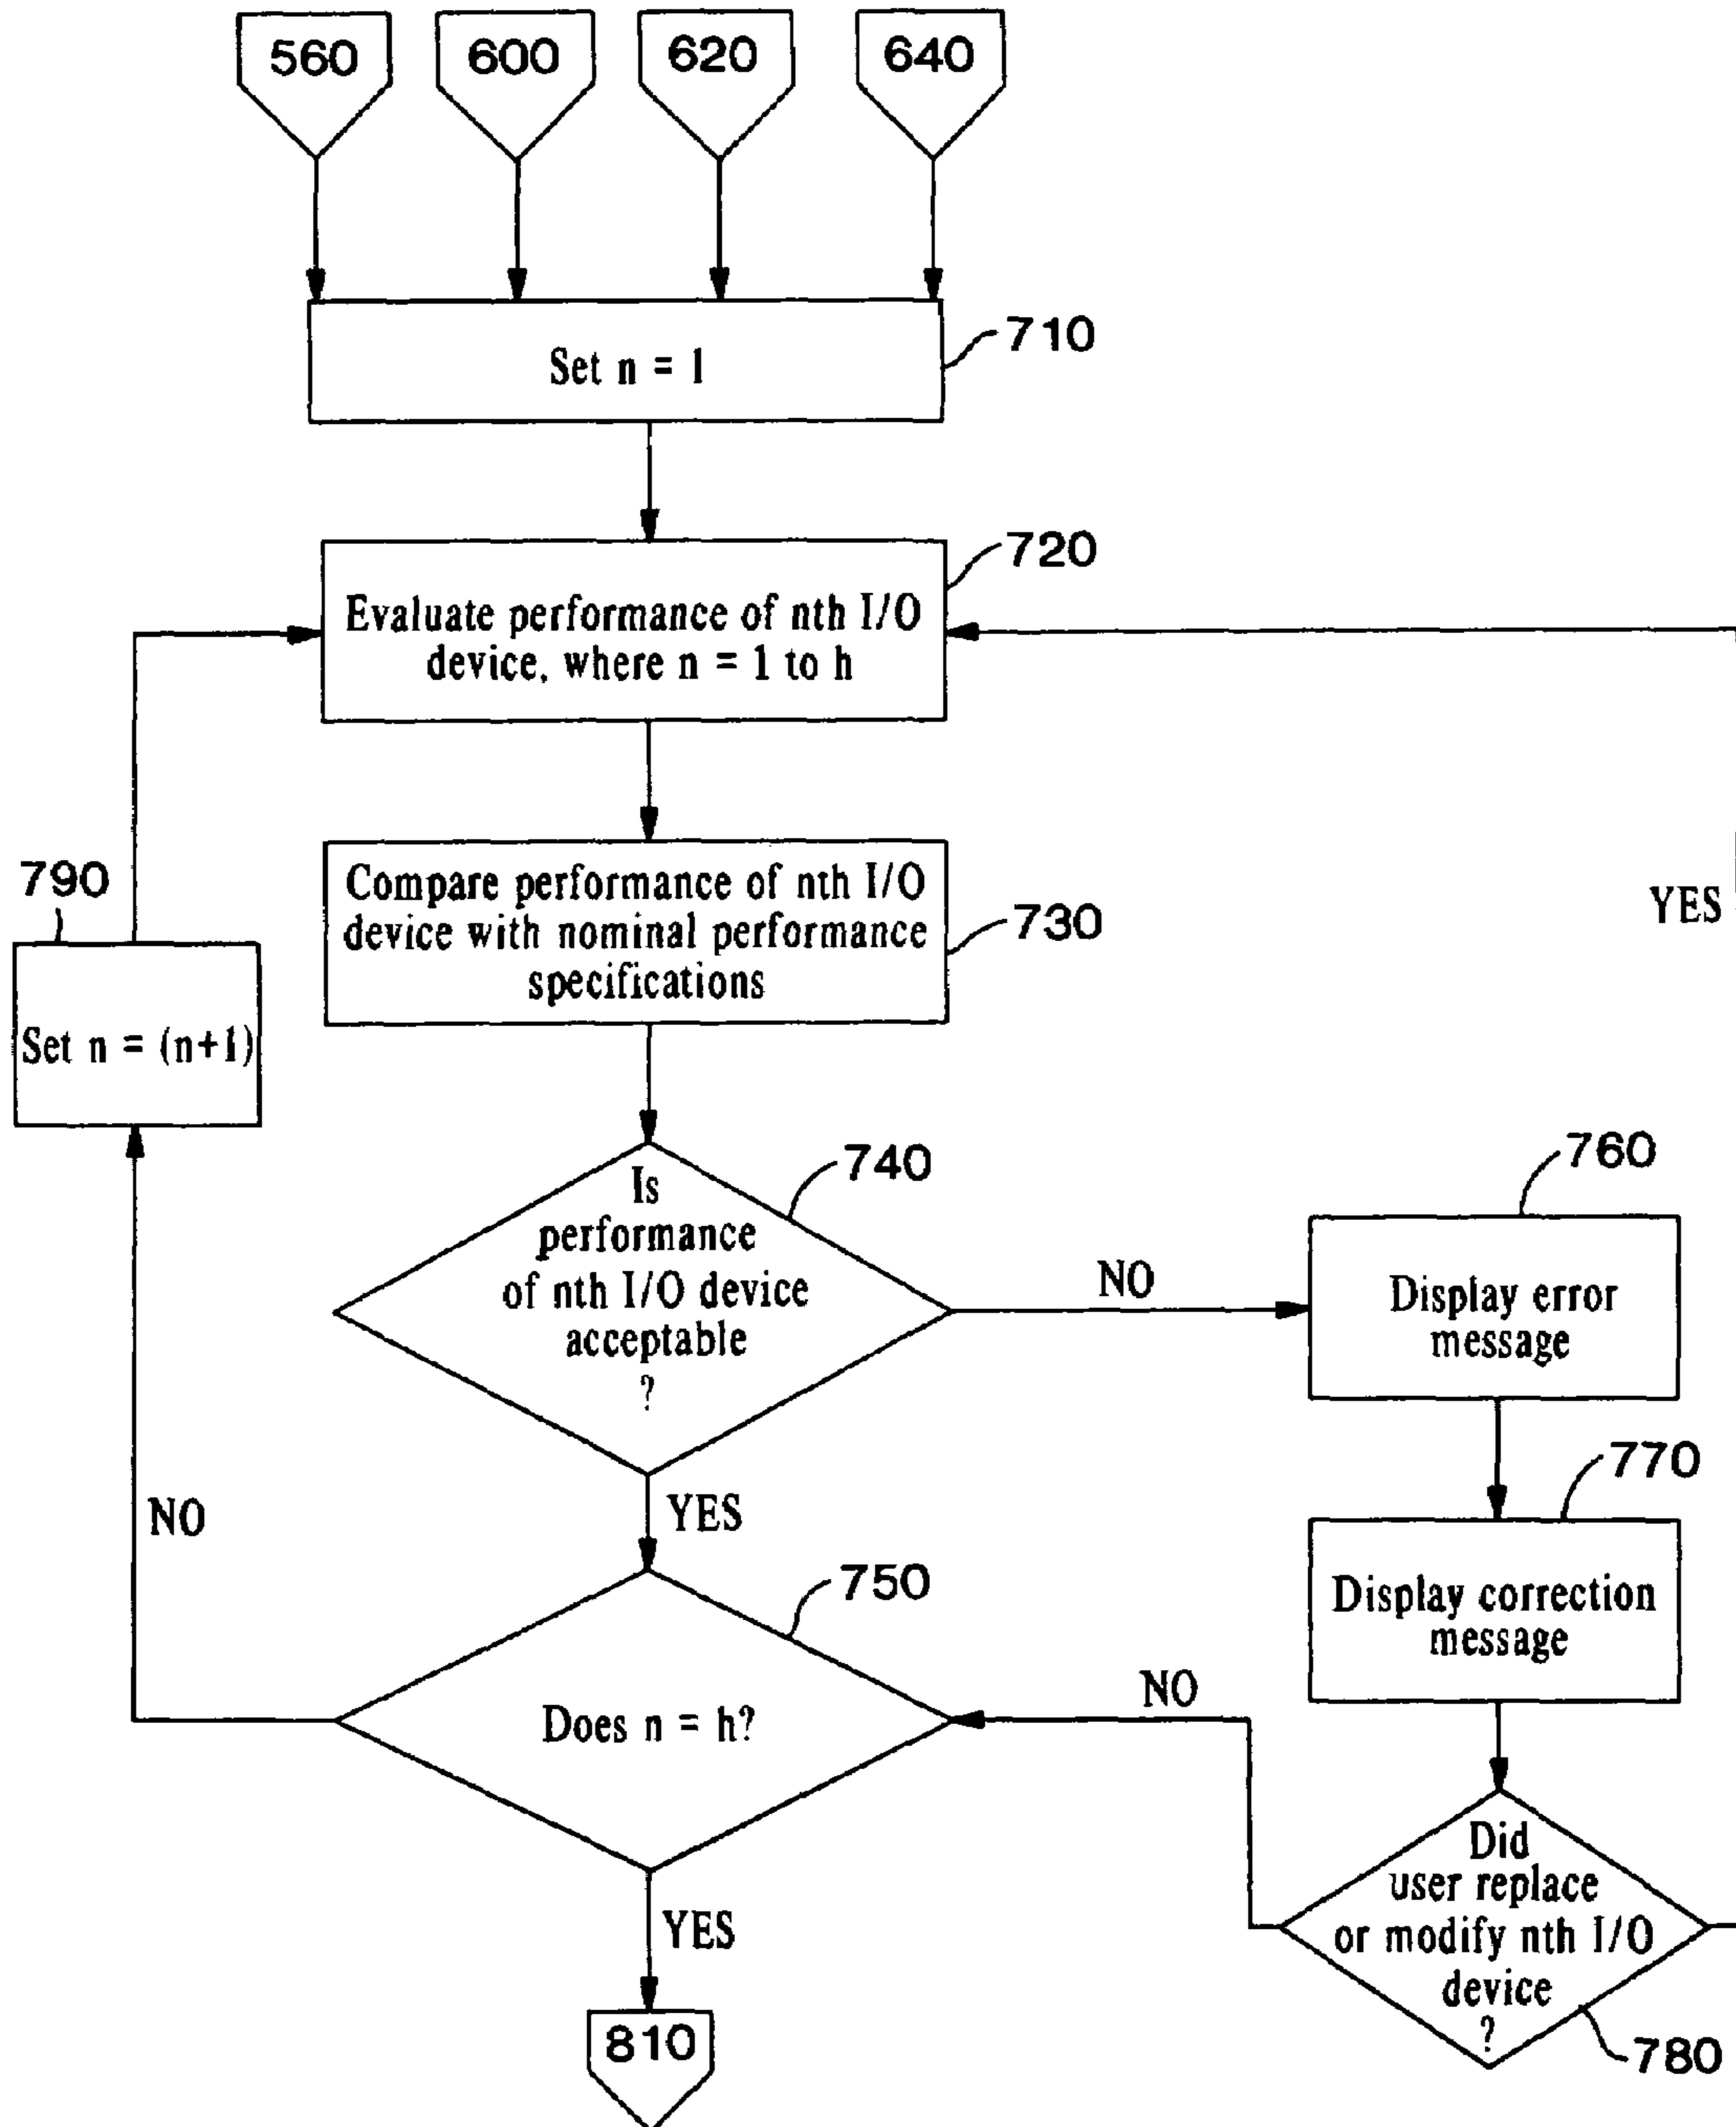 560
600
620
640
710
Set n = 1
720
Evaluate performance of nth I/O
device, where n = 1 to h
790
Compare performance of nth I/O
device with nominal performance
specifications
730
YES
Set n = (n+1)
740
Is
performance
of nth I/O device
acceptable
?
NO
760
Display error
message
770
NO
YES
750
Display correction
message
Does n = h?
NO
Did
user replace
or modify nth I/O
device
?
YES
810
780